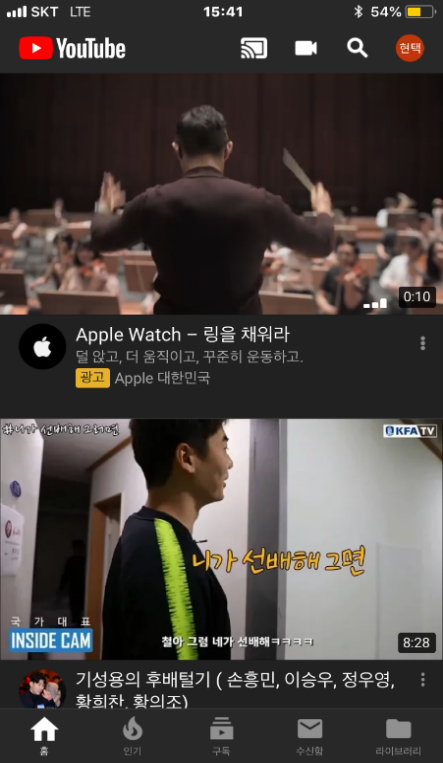 SKT LTE 15:41 54%
YouTube 현택
0:10
Apple Watch – 링을 채워라
덜 앉고, 더 움직이고, 꾸준히 운동하고.
광고 Apple 대한민국
#니가 선배해 그러면 KFA TV
니가 선배해 그러면
국가대표
INSIDE CAM
철아 그럼 네가 선배해ㅋㅋㅋㅋ
8:28
기성용의 후배털기 ( 손흥민, 이승우, 정우영,
황희찬, 황의조)
홈 인기 구독 수신함 라이브러리